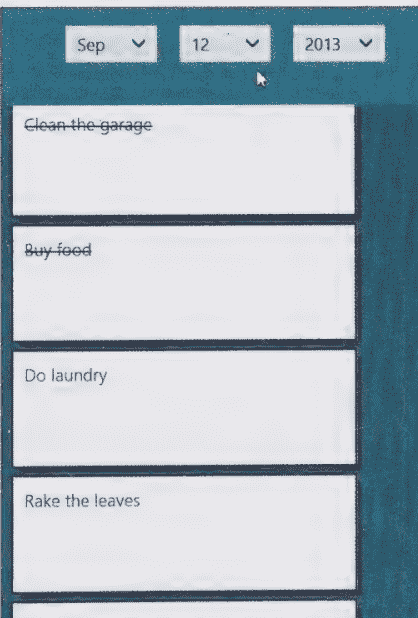 Sep 12 2013
Clean the garage
Buy food
Do laundry
Rake the leaves